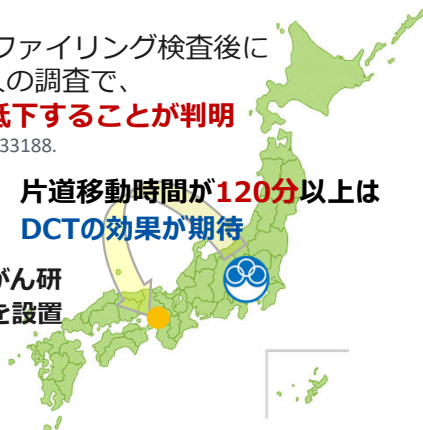 ファイリング検査後に
の調査で、
低下することが判明
33188.
片道移動時間が120分以上は
DCTの効果が期待
がん研
を設置